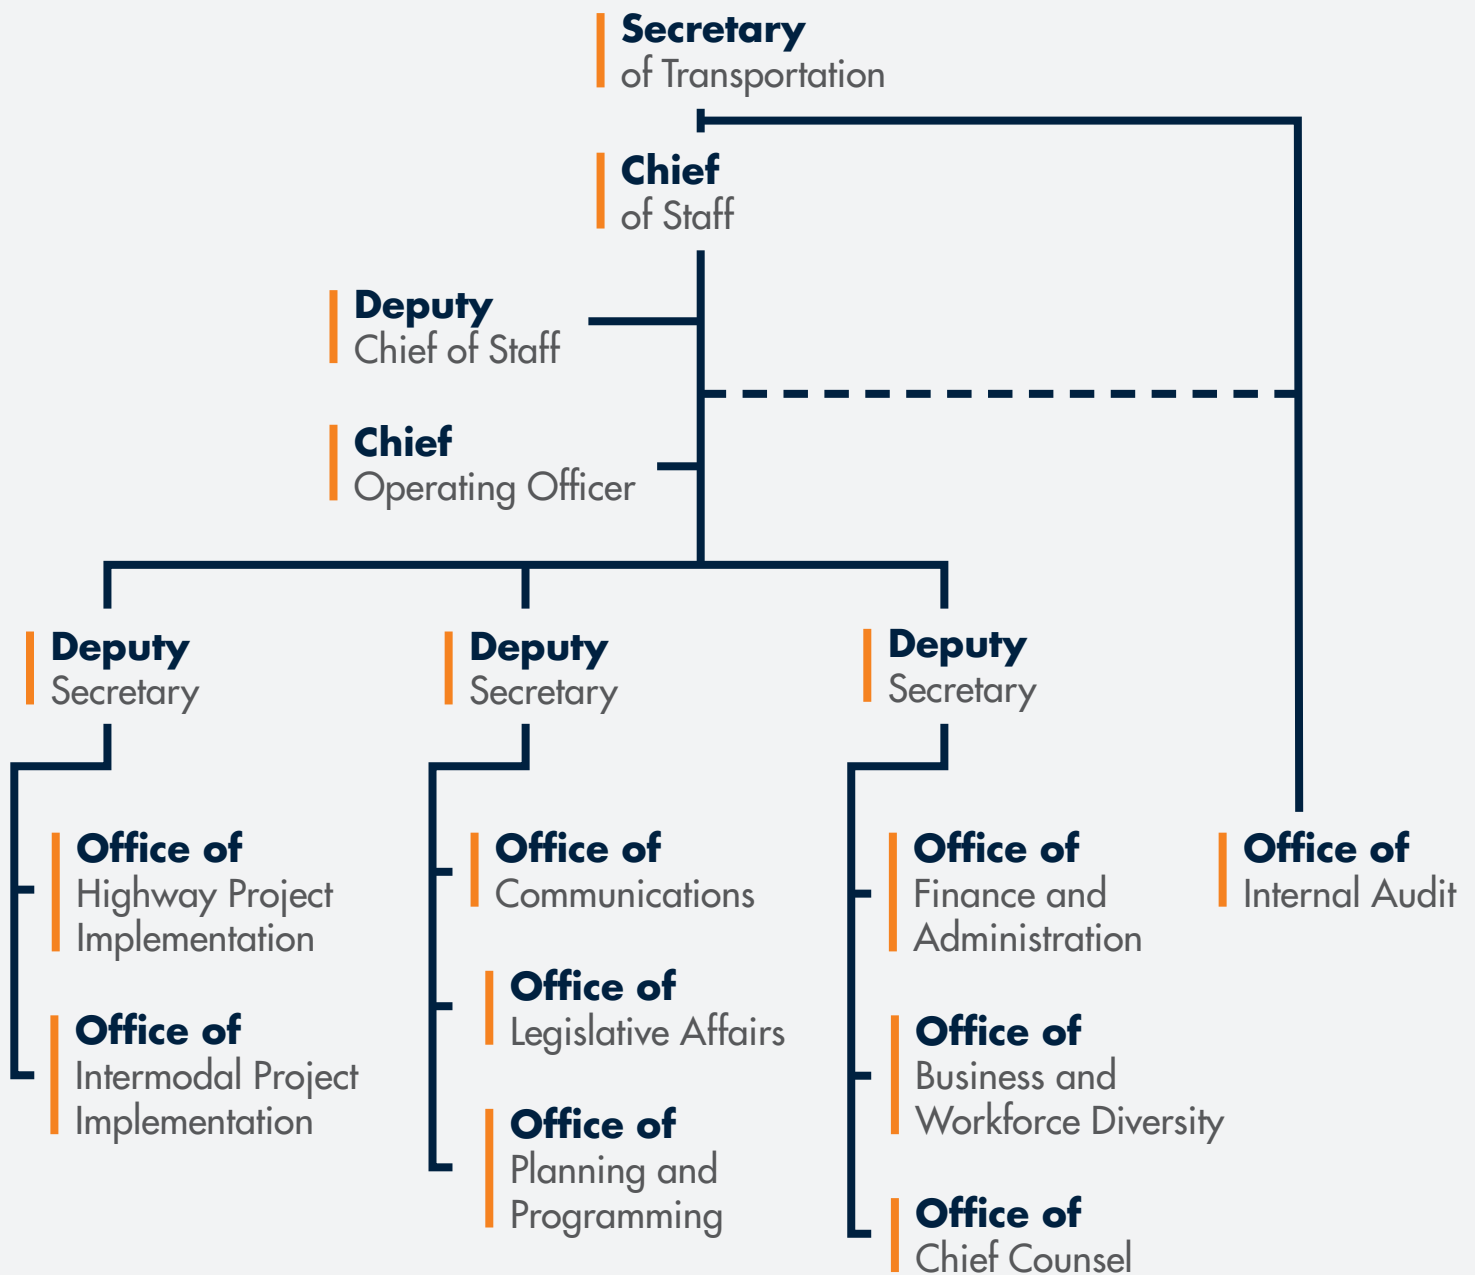 Secretary
of Transportation
Chief
of Staff
Deputy
Chief of Staff
Chief
Operating Officer
Deputy
Secretary
Deputy
Secretary
Deputy
Secretary
Office of
Highway Project
Implementation
Office of
Intermodal Project
Implementation
Office of
Communications
Office of
Legislative Affairs
Office of
Planning and
Programming
Office of
Finance and
Administration
Office of
Business and
Workforce Diversity
Office of
Chief Counsel
Office of
Internal Audit